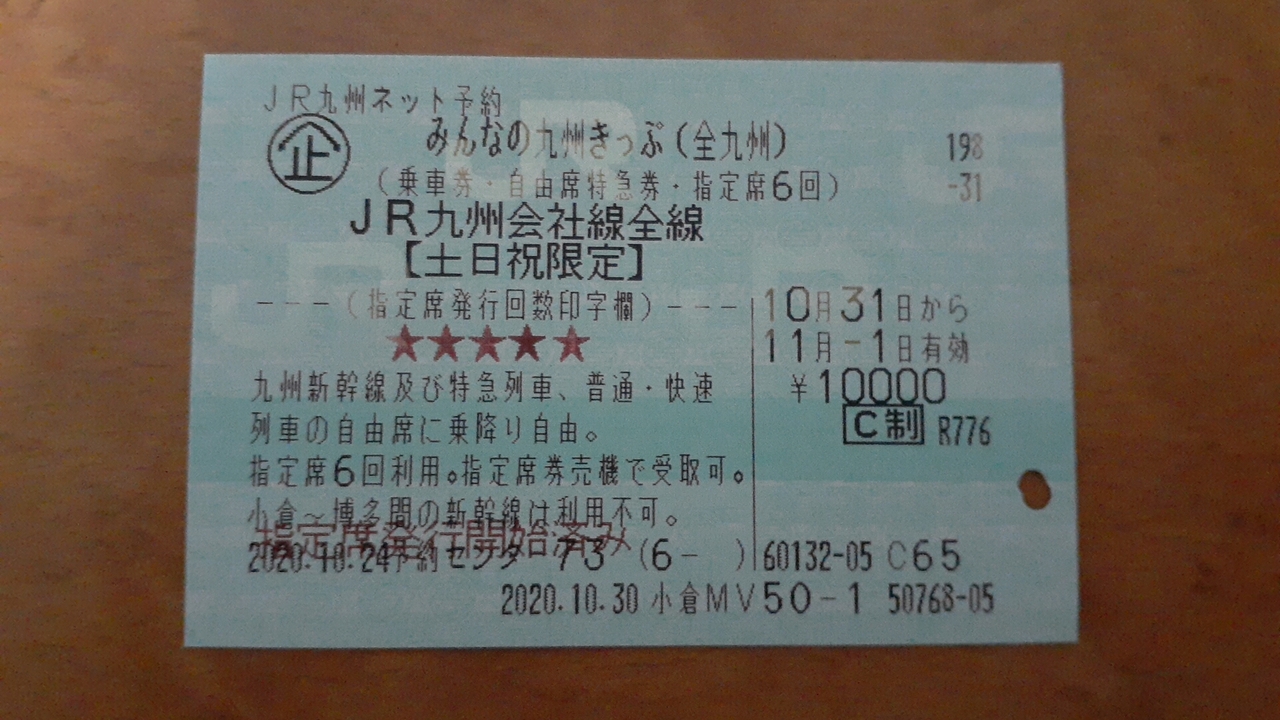 JR九州ネット予約
企 みんなの九州きっぷ(全九州) 198
(乗車券・自由席特急券・指定席6回) -31
JR九州会社線全線
【土日祝限定】
---(指定席発行回数印字欄)--- 10月31日から
★★★★★ 11月-1日有効
九州新幹線及び特急列車、普通・快速 ¥10000
列車の自由席に乗降り自由。 C制 R776
指定席6回利用。指定席券売機で受取可。
小倉~博多間の新幹線は利用不可。
指定席発行開始済み
2020.10.24予約センター73 (6- ) 60132-05 C65
2020.10.30 小倉MV50-1 50768-05